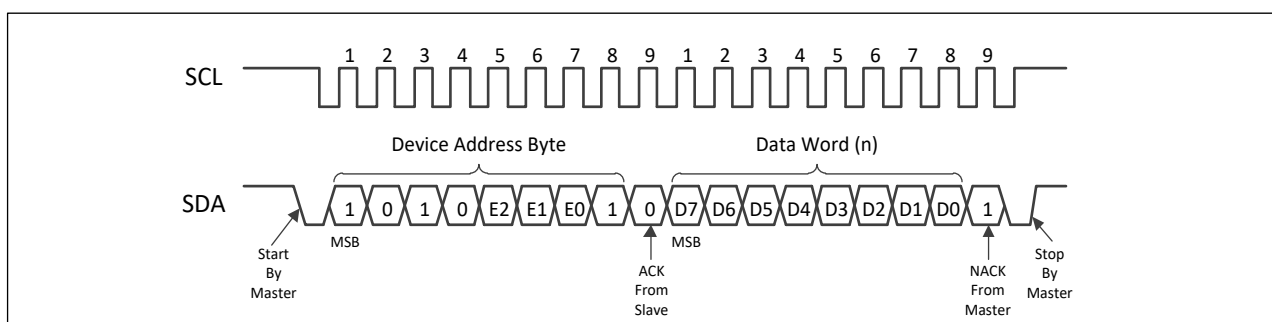 1 2 3 4 5 6 7 8 9 1 2 3 4 5 6 7 8 9
SCL
Device Address Byte Data Word (n)
SDA 1 0 1 0 E2 E1 E0 1 0 D7 D6 D5 D4 D3 D2 D1 D0 1
MSB MSB
Start
By
Master
ACK
From
Slave
NACK
From
Master
Stop
By
Master